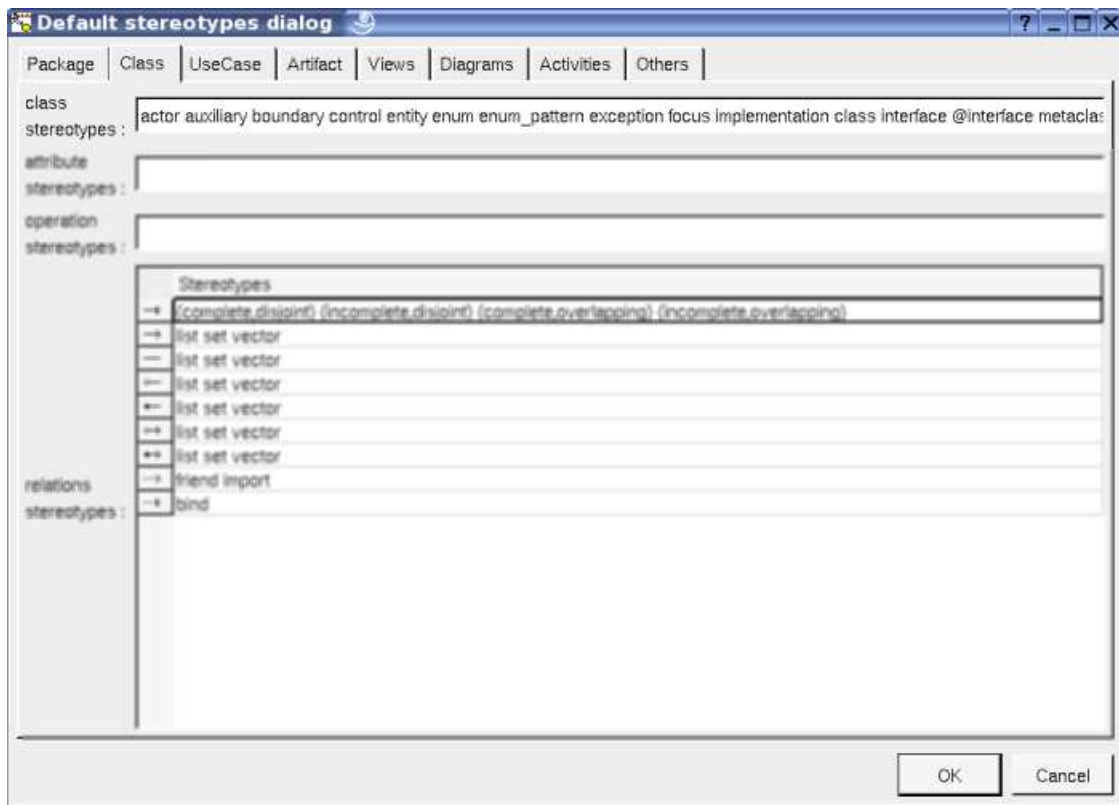 Default stereotypes dialog
Package Class UseCase Artifact Views Diagrams Activities Others
class
stereotypes :
actor auxiliary boundary control entity enum enum_pattern exception focus implementation class interface @interface metaclas
attribute
stereotypes :
operation
stereotypes :
Stereotypes
(complete,disjoint) (incomplete,disjoint) (complete,overlapping) (incomplete,overlapping)
list set vector
list set vector
list set vector
list set vector
list set vector
list set vector
friend import
bind
relations
stereotypes :
OK Cancel